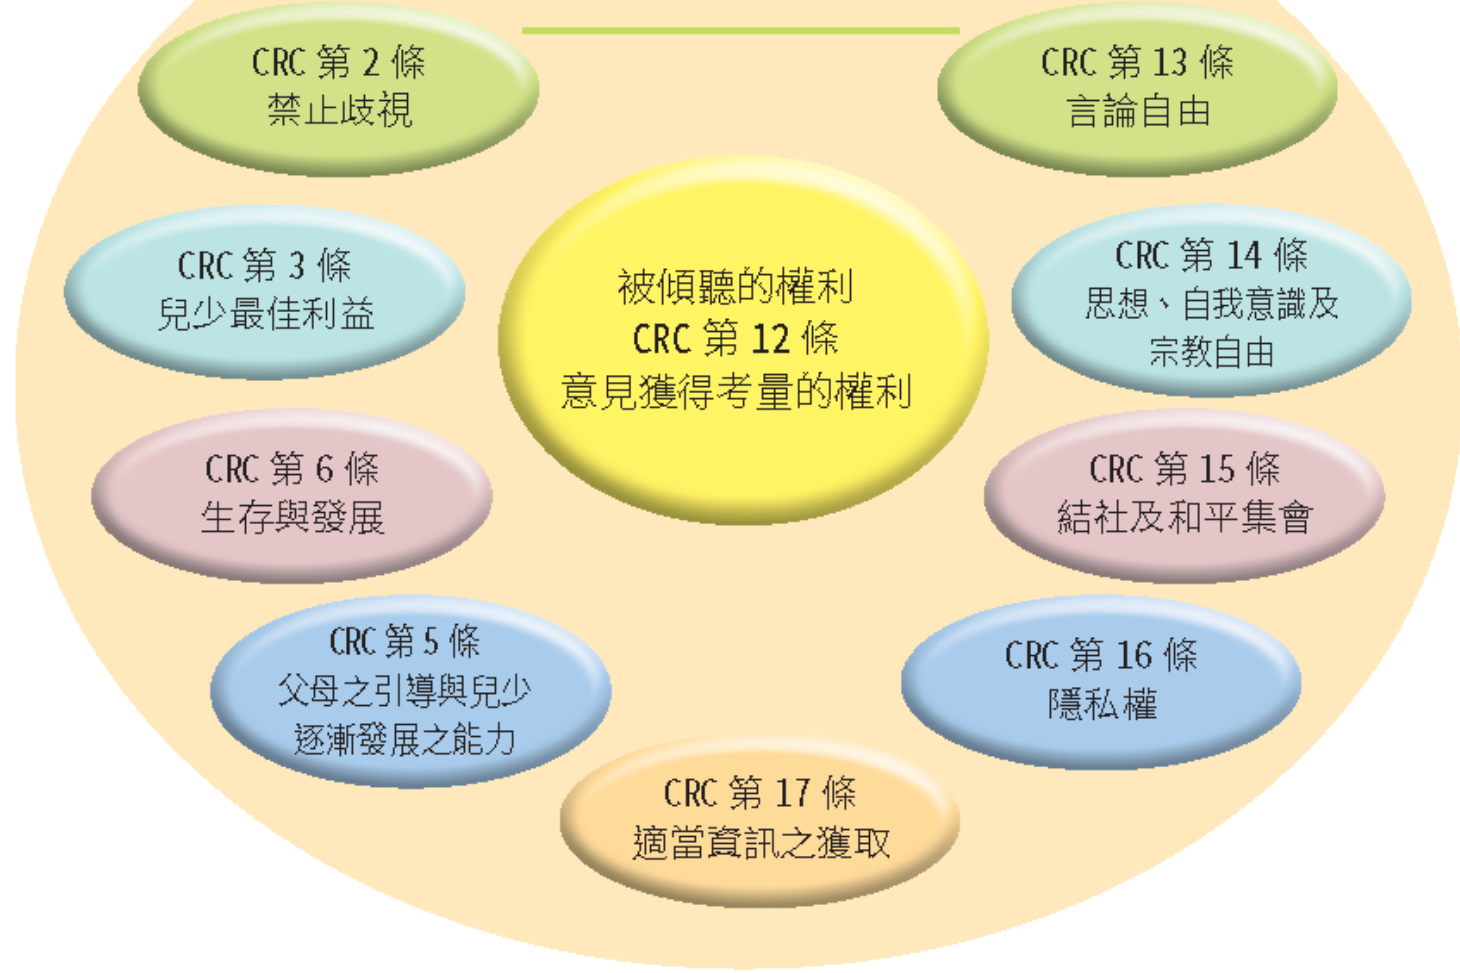 CRC 第 2 條
禁止歧視
CRC 第 13 條
言論自由
CRC 第 3 條
兒少最佳利益
被傾聽的權利
CRC 第 12 條
意見獲得考量的權利
CRC 第 14 條
思想、自我意識及
宗教自由
CRC 第 6 條
生存與發展
CRC 第 15 條
結社及和平集會
CRC 第 5 條
父母之引導與兒少
逐漸發展之能力
CRC 第 16 條
隱私權
CRC 第 17 條
適當資訊之獲取